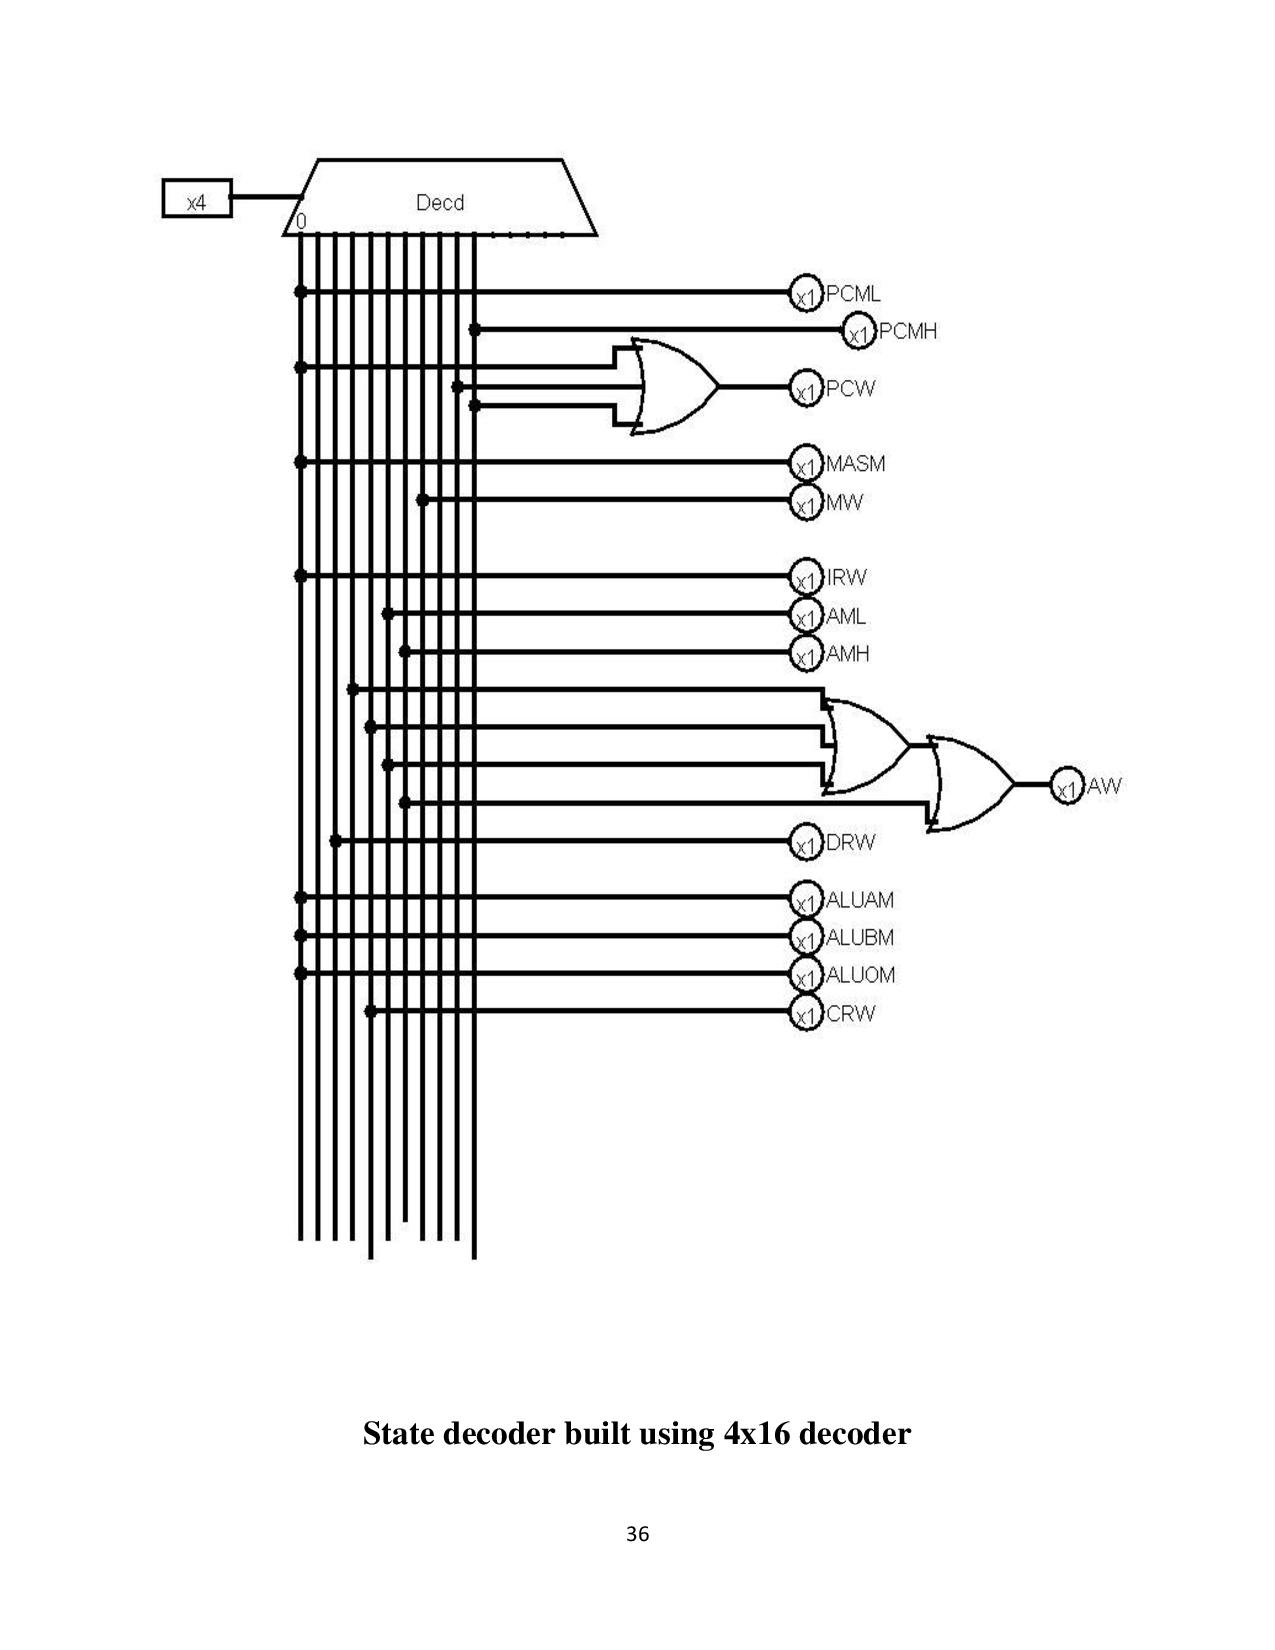 x4
Decd
0
x1 PCML
x1 PCMH
x1 PCW
x1 MASM
x1 MW
x1 IRW
x1 AML
x1 AMH
x1 AW
x1 DRW
x1 ALUAM
x1 ALUBM
x1 ALUOM
x1 CRW
State decoder built using 4x16 decoder
36